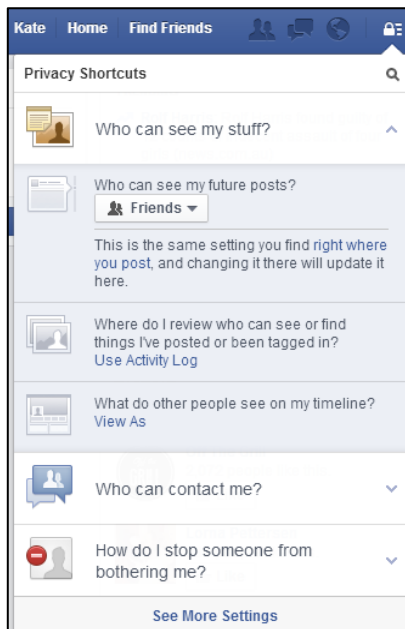 Kate Home Find Friends
Privacy Shortcuts
Who can see my stuff?
Who can see my future posts?
Friends
This is the same setting you find right where
you post, and changing it there will update it
here.
Where do I review who can see or find
things I've posted or been tagged in?
Use Activity Log
What do other people see on my timeline?
View As
Who can contact me?
How do I stop someone from
bothering me?
See More Settings